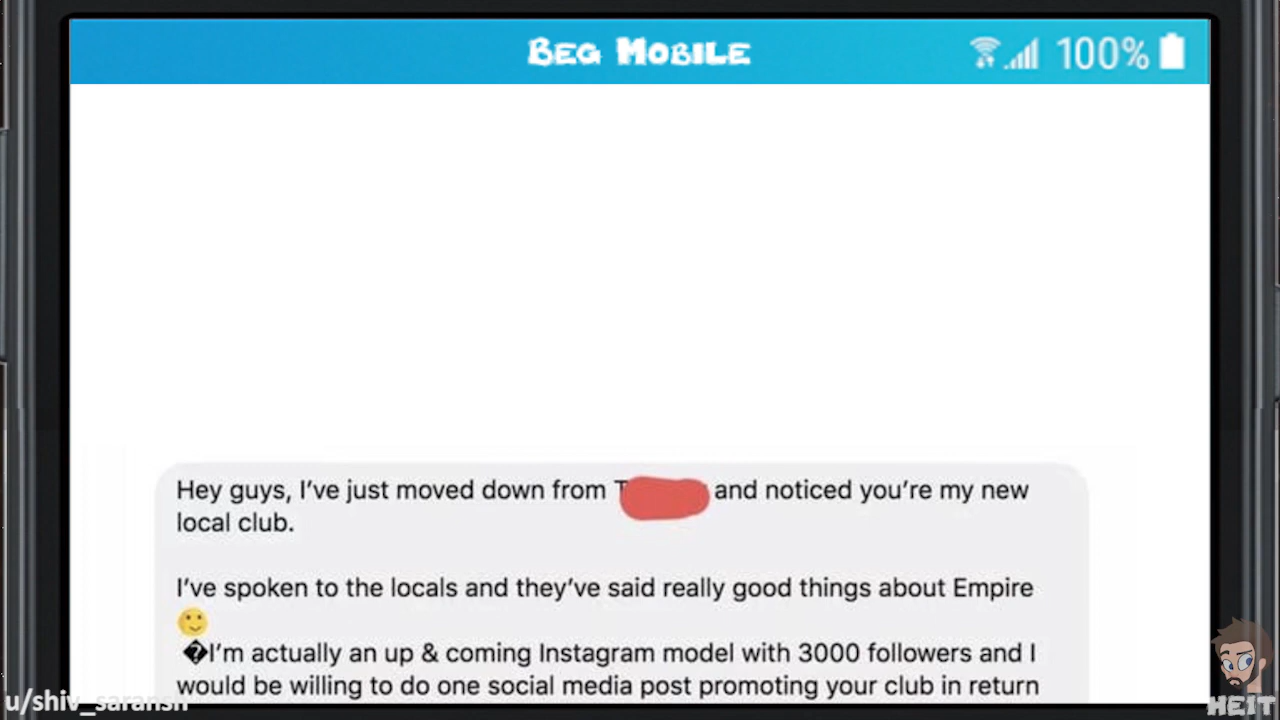 Beg Mobile
100%
Hey guys, I've just moved down from and noticed you're my new
local club.
I've spoken to the locals and they've said really good things about Empire
🙂
�I'm actually an up & coming Instagram model with 3000 followers and I
would be willing to do one social media post promoting your club in return
u/shiv_saransh
HEIT